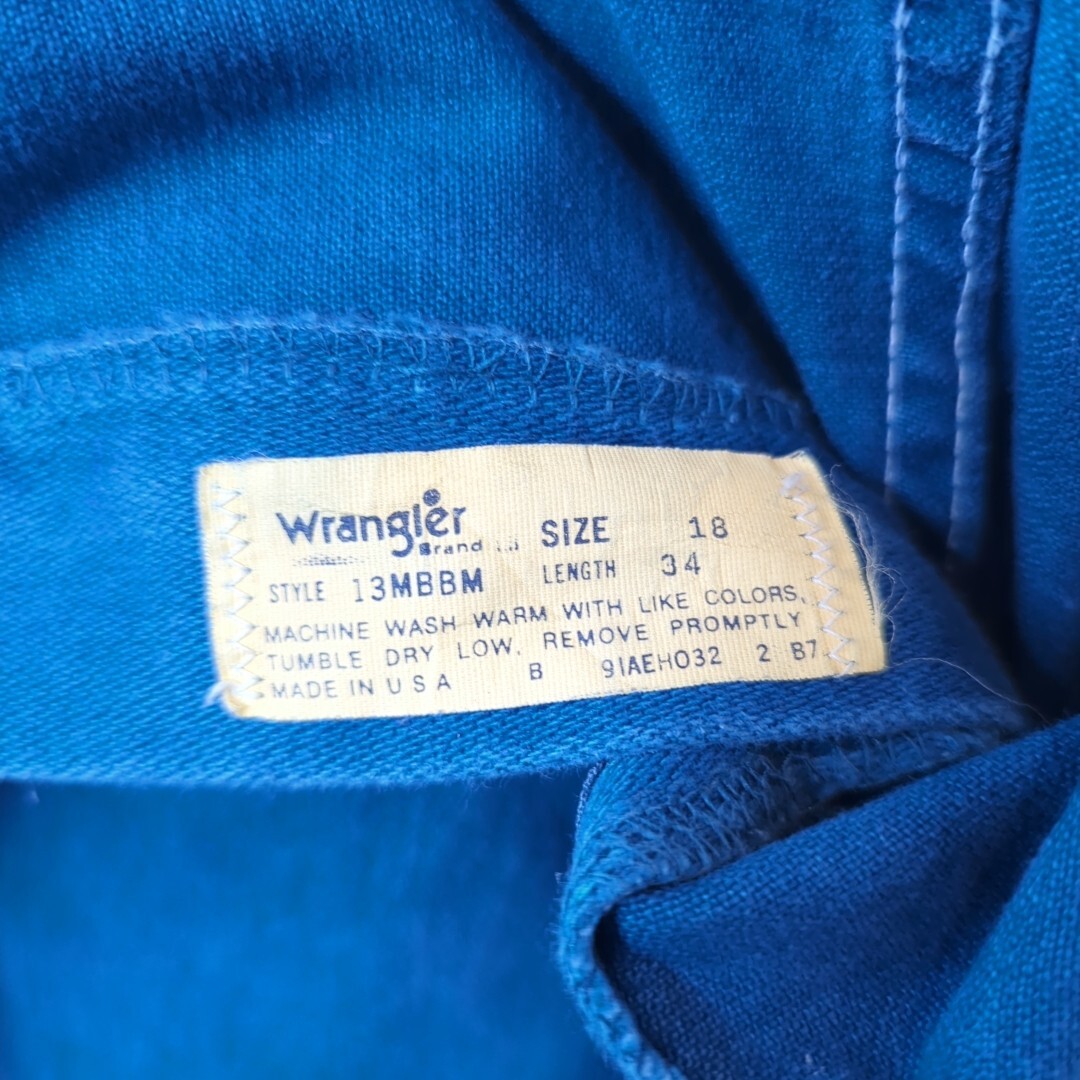 Wrangler
Brand
SIZE 18
STYLE 13MBBM LENGTH 34
MACHINE WASH WARM WITH LIKE COLORS,
TUMBLE DRY LOW, REMOVE PROMPTLY
MADE IN U S A B 91AEH032 2 B7